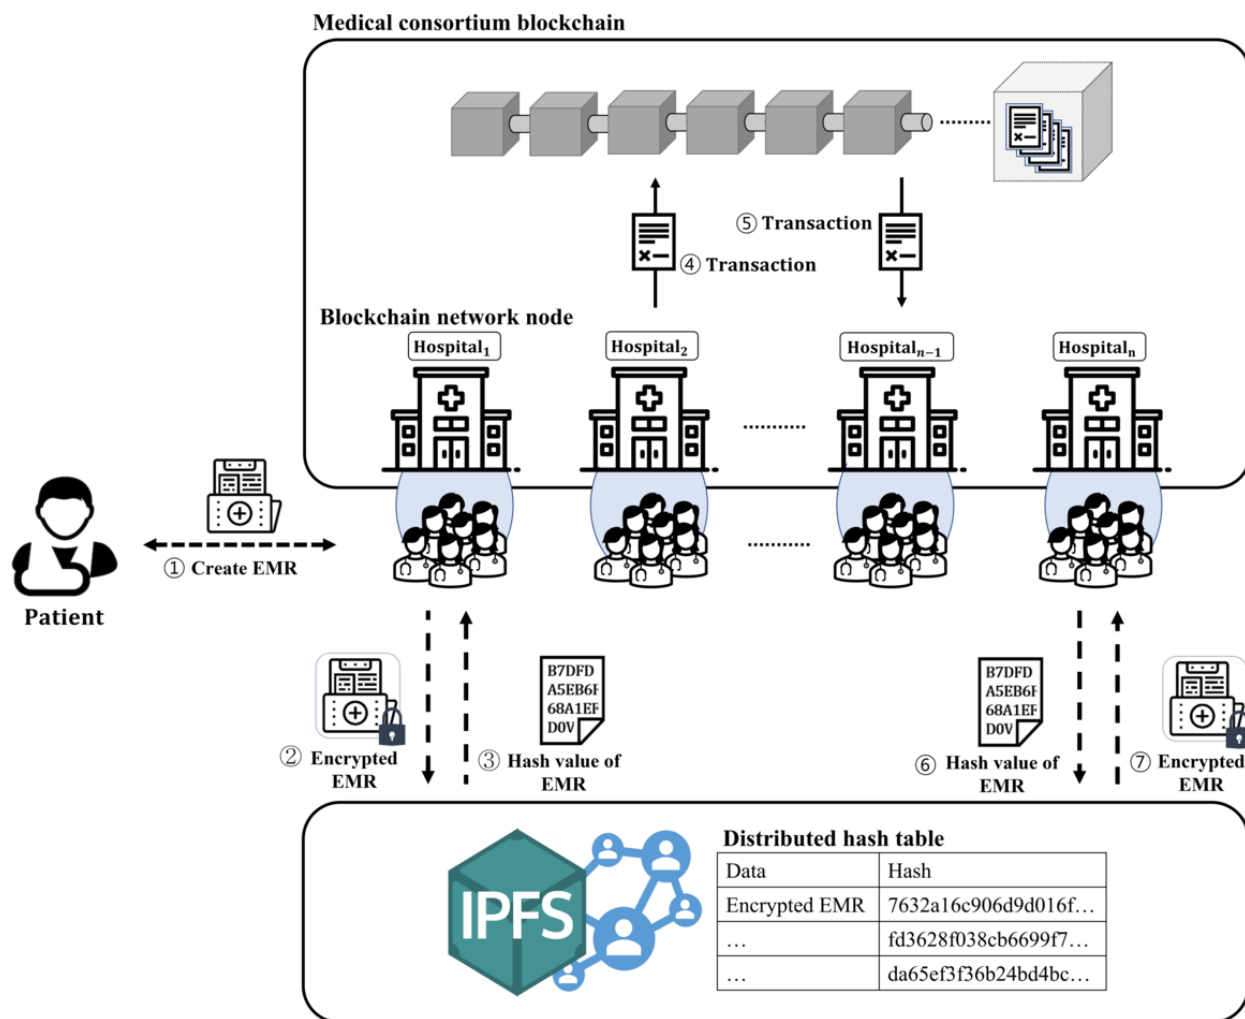 Medical consortium blockchain
⑤ Transaction
④ Transaction
Blockchain network node
Hospital₁
Hospital₂
Hospitalₙ₋₁
Hospitalₙ
① Create EMR
Patient
B7DFD
A5EB6F
68A1EF
D0V
② Encrypted
EMR
③ Hash value of
EMR
B7DFD
A5EB6F
68A1EF
D0V
⑥ Hash value of
EMR
⑦ Encrypted
EMR
IPFS
Distributed hash table
Data Hash
Encrypted EMR 7632a16c906d9d016f...
... fd3628f038cb6699f7...
... da65ef3f36b24bd4bc...